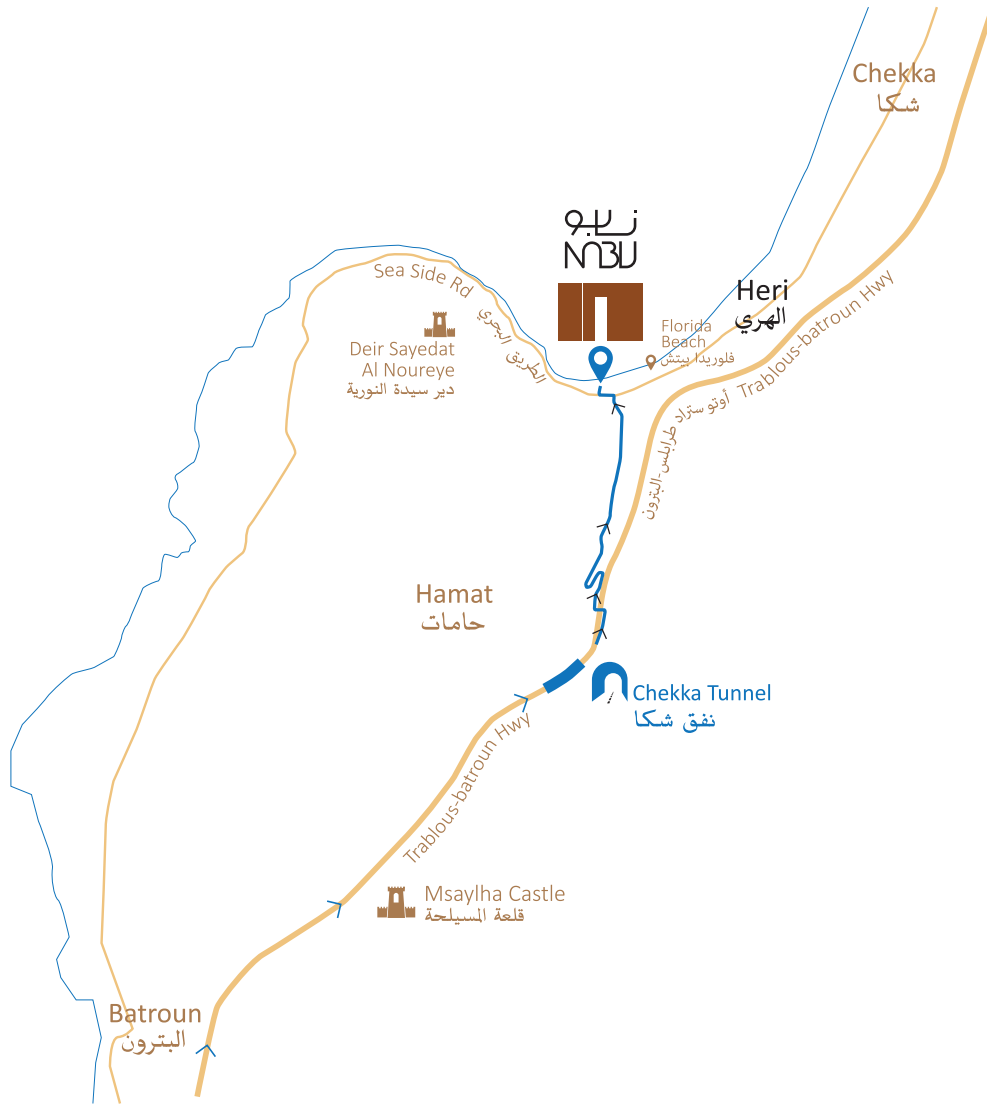 Chekka
شكا
نابو
NABU
Sea Side Rd
الطريق البحري
Heri
الهري
Florida
Beach
فلوريدا بيتش
Deir Sayedat
Al Noureye
دير سيدة النورية
Trablous-batroun Hwy
أوتوستراد طرابلس-البترون
Hamat
حامات
Chekka Tunnel
نفق شكا
Trablous-batroun Hwy
Msaylha Castle
قلعة المسيلحة
Batroun
البترون